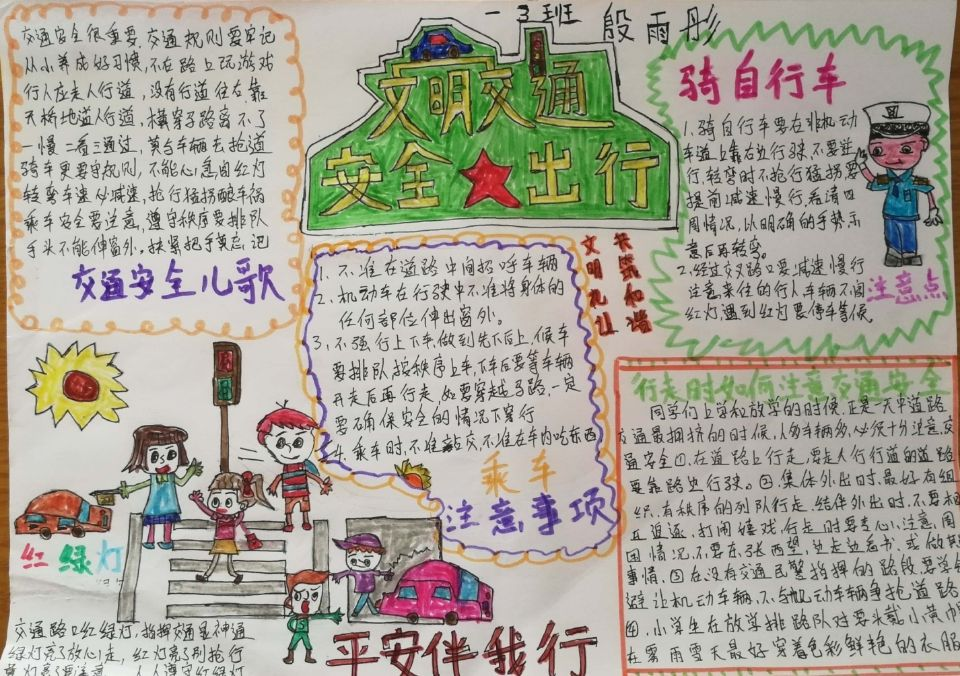 一3班 殷雨彤
文明交通
安全★出行
交通安全很重要,交通规则要牢记
从小养成好习惯,不在路上玩游戏
行人应走人行道,没有行道往右靠
天桥地道人行道,横穿马路离不了
一慢二看三通过,莫与车辆去抢道
骑车更要守规则,不能心急闯红灯
转弯车速必减速,抢行猛拐酿车祸
乘车安全要注意,遵守秩序要排队
手头不能伸窗外,扶紧把手莫忘记
交通安全儿歌
骑自行车
1.骑自行车要在非机动
车道上靠右边行驶,不要逆
行,转弯时不抢行猛拐,要
提前减速慢行,看清四
周情况,以明确的手势示
意后再转弯。
2.经过交叉路口要减速慢行
注意来往的行人车辆不闯
红灯遇到红灯要停车等候
注意点
共筑和谐
文明礼让
1、不准在道路中间招呼车辆
2、机动车在行驶中不准将身体的
任何部位伸出窗外。
3、不强行上下车,做到先下后上,候车
要排队按秩序上车,下车后要等车辆
开走后再行走,如要穿越马路,一定
要确保安全的情况下穿行
4、乘车时,不准站立,不准在车内吃东西
乘车
注意事项
行走时如何注意交通安全
同学们上学和放学的时候,正是一天中道路
交通最拥挤的时候,人多车辆多,必须十分注意交
通安全①,在道路上行走,要走人行行道的道路
要靠路边行驶。②集体外出时,最好有组
织,有秩序的列队行走,结伴外出时,不要相
互追逐,打闹嬉戏行走时要专心,注意周
围情况,不要东张西望,边走边看书,或做其
事情,③在没有交通民警指挥的路段要学会
避让机动车辆,不与机动车辆争抢道路
④,小学生在放学排路队时要头戴小黄巾
在雾雨雪天最好穿着色彩鲜艳的衣服
红绿灯
交通路口红绿灯,指挥交通显神通
绿灯亮了放心走,红灯亮了别抢行
平安伴我行